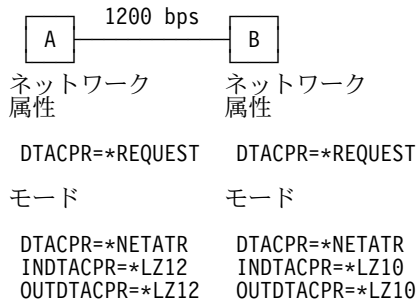 1200 bps
A B
ネットワーク ネットワーク
属性 属性
DTACPR=*REQUEST DTACPR=*REQUEST
モード モード
DTACPR=*NETATR DTACPR=*NETATR
INDTACPR=*LZ12 INDTACPR=*LZ10
OUTDTACPR=*LZ12 OUTDTACPR=*LZ10